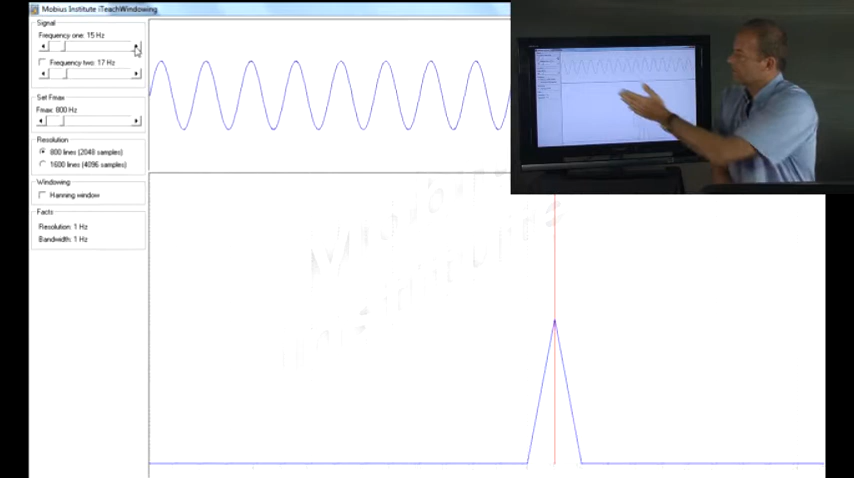 Mobius Institute iTeachWindowing
Signal
Frequency one: 15 Hz
Frequency two: 17 Hz
Set Fmax
Fmax: 800 Hz
Resolution
800 lines (2048 samples)
1600 lines (4096 samples)
Windowing
Hanning window
Facts
Resolution: 1 Hz
Bandwidth: 1 Hz